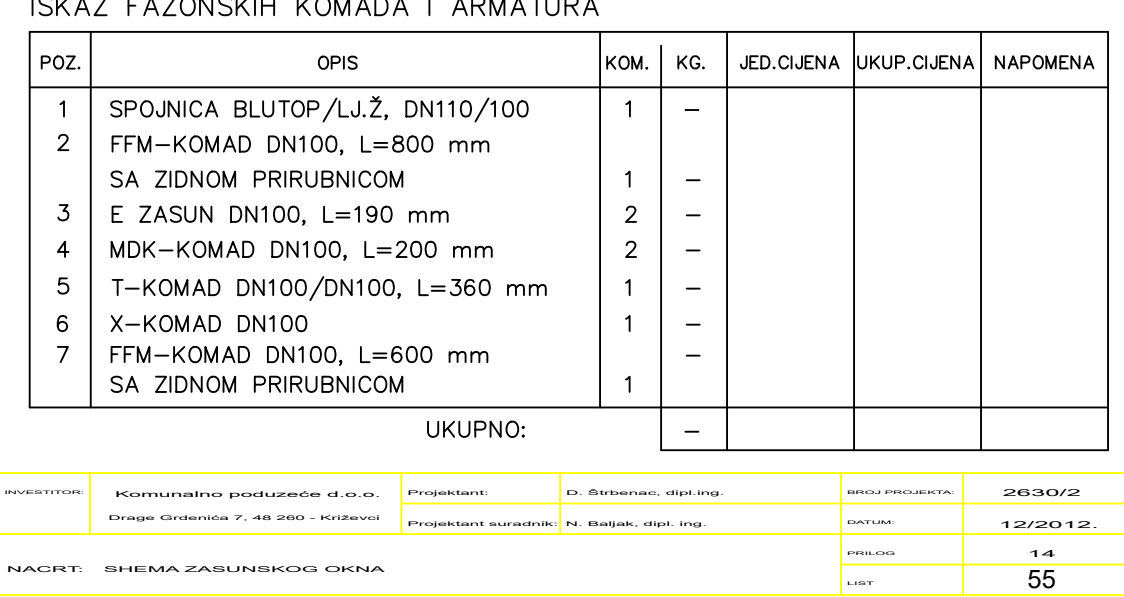 ISKAZ FAZONSKIH KOMADA I ARMATURA
POZ. OPIS KOM. KG. JED.CIJENA UKUP.CIJENA NAPOMENA
1 SPOJNICA BLUTOP/LJ.Ž, DN110/100 1 –
2 FFM–KOMAD DN100, L=800 mm
SA ZIDNOM PRIRUBNICOM 1 –
3 E ZASUN DN100, L=190 mm 2 –
4 MDK–KOMAD DN100, L=200 mm 2 –
5 T–KOMAD DN100/DN100, L=360 mm 1 –
6 X–KOMAD DN100 1 –
7 FFM–KOMAD DN100, L=600 mm –
SA ZIDNOM PRIRUBNICOM 1
UKUPNO: –
INVESTITOR: Komunalno poduzeće d.o.o. Projektant: D. Štrbenac, dipl.ing. BROJ PROJEKTA: 2630/2
Drage Grdenića 7, 48 260 - Križevci Projektant suradnik: N. Baljak, dipl. ing. DATUM: 12/2012.
NACRT: SHEMA ZASUNSKOG OKNA PRILOG 14
LIST 55